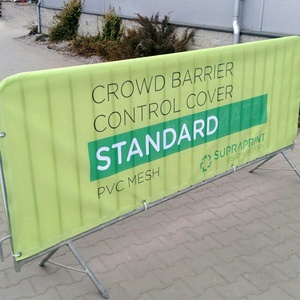 CROWD BARRIER
CONTROL COVER
STANDARD
PVC MESH
SUPRAPRINT